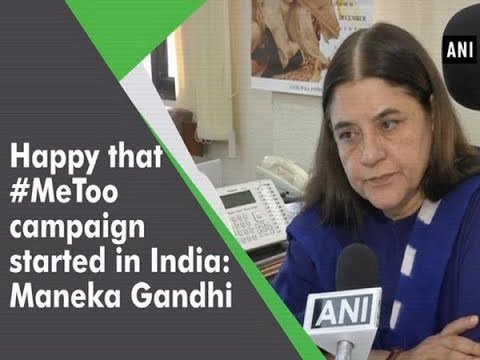 Happy that
#MeToo
campaign
started in India:
Maneka Gandhi
ANI
ANI